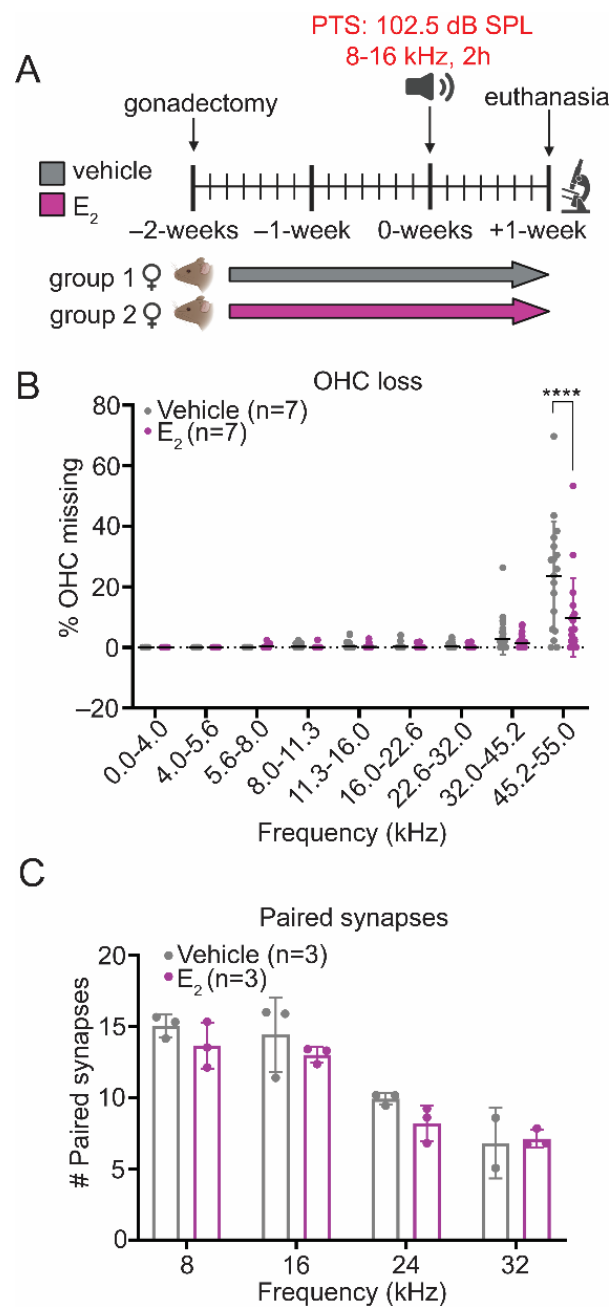 PTS: 102.5 dB SPL
8-16 kHz, 2h
A
gonadectomy
euthanasia
vehicle
E₂
–2-weeks –1-week 0-weeks +1-week
group 1 ♀
group 2 ♀
B
OHC loss
Vehicle (n=7)
E₂ (n=7)
****
% OHC missing
80
60
40
20
0
–20
0.0-4.0
4.0-5.6
5.6-8.0
8.0-11.3
11.3-16.0
16.0-22.6
22.6-32.0
32.0-45.2
45.2-55.0
Frequency (kHz)
C
Paired synapses
Vehicle (n=3)
E₂ (n=3)
# Paired synapses
20
15
10
5
0
8 16 24 32
Frequency (kHz)